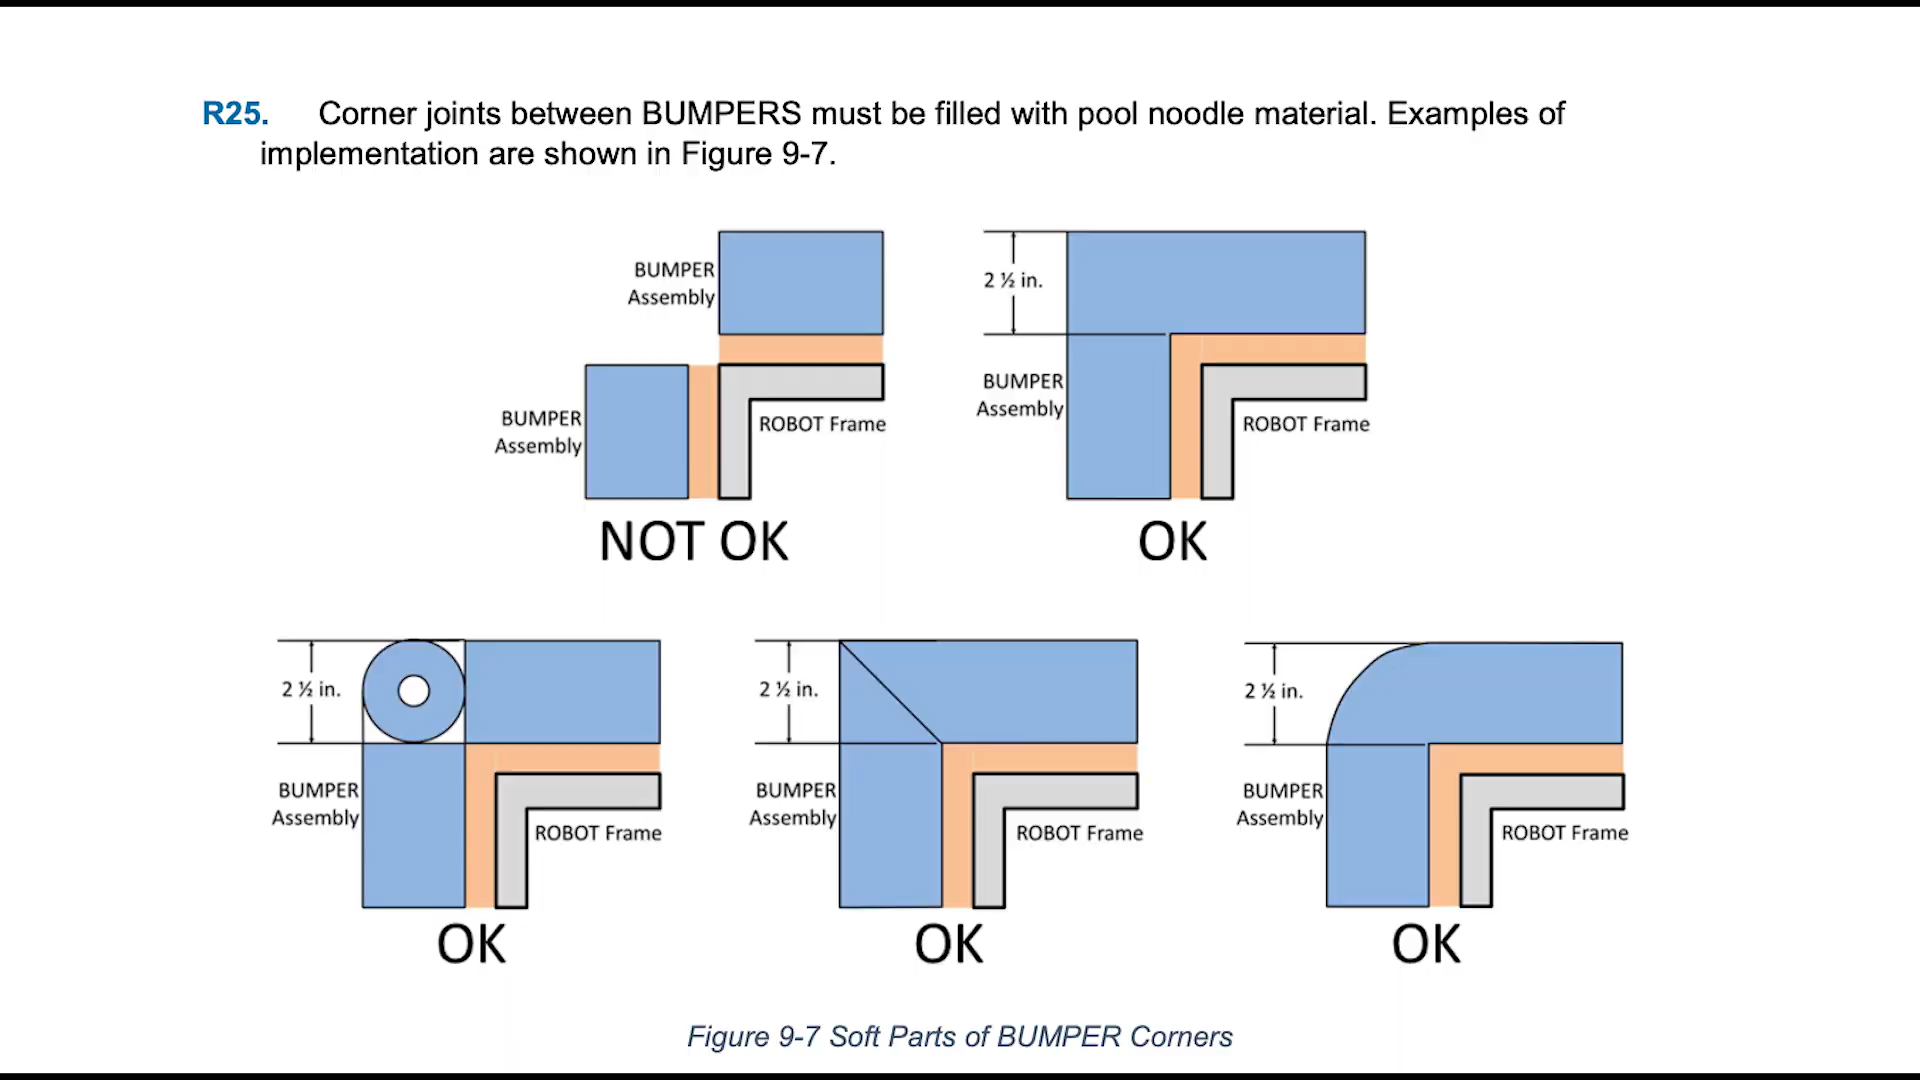 R25. Corner joints between BUMPERS must be filled with pool noodle material. Examples of
implementation are shown in Figure 9-7.
BUMPER
Assembly
BUMPER
Assembly
ROBOT Frame
NOT OK
2 ½ in.
BUMPER
Assembly
ROBOT Frame
OK
2 ½ in.
BUMPER
Assembly
ROBOT Frame
OK
2 ½ in.
BUMPER
Assembly
ROBOT Frame
OK
2 ½ in.
BUMPER
Assembly
ROBOT Frame
OK
Figure 9-7 Soft Parts of BUMPER Corners